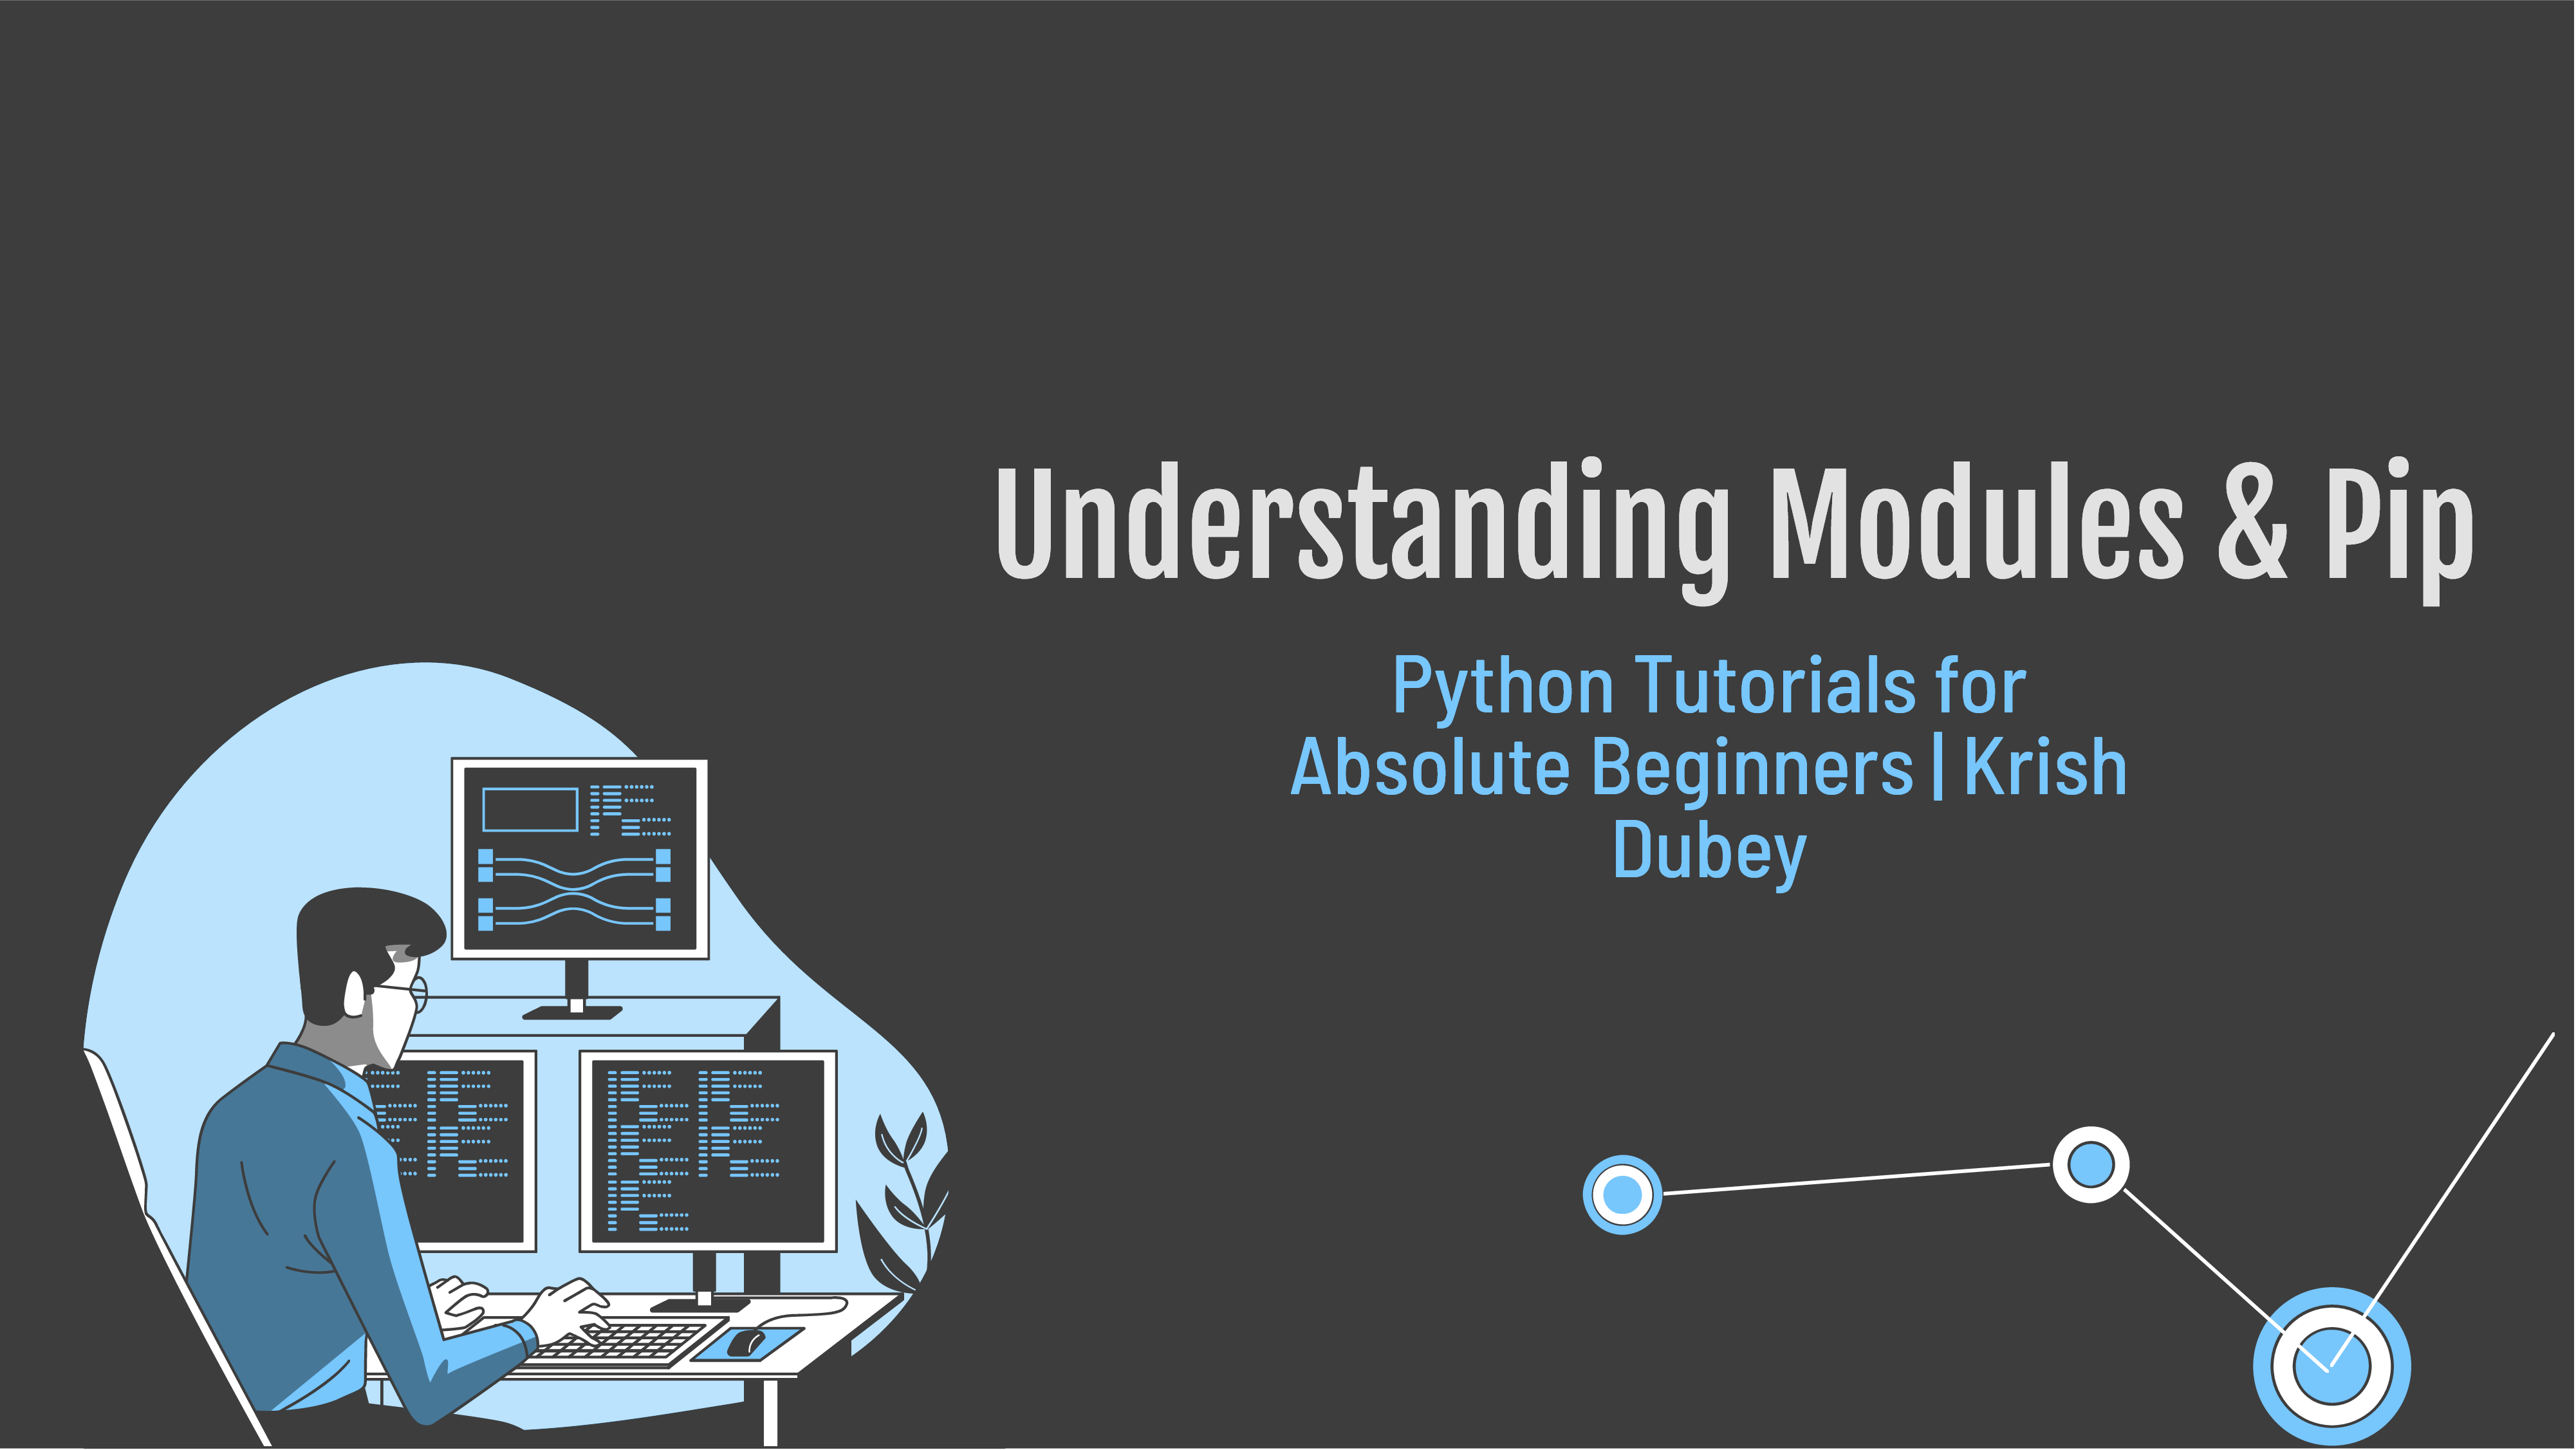 Understanding Modules & Pip
Python Tutorials for
Absolute Beginners | Krish
Dubey